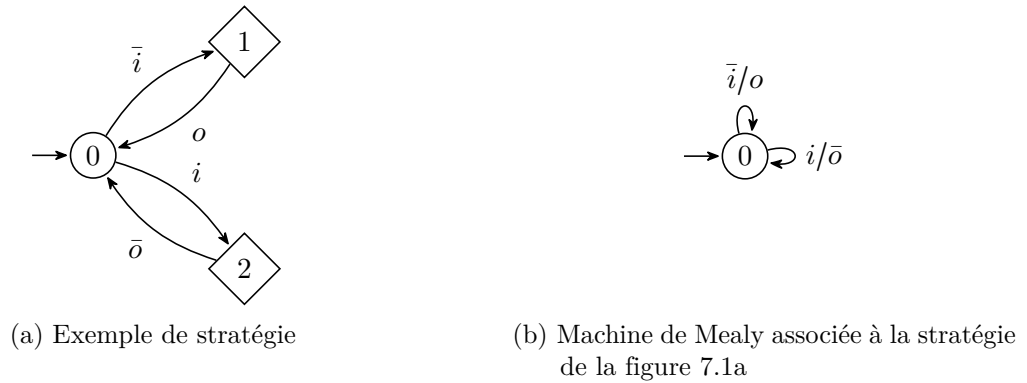 1
i̅
o
0
i
o̅
2
(a) Exemple de stratégie
i̅/o
0
i/o̅
(b) Machine de Mealy associée à la stratégie
de la figure 7.1a